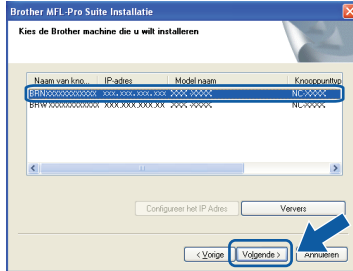 Brother MFL-Pro Suite Installatie
Kies de Brother machine die u wilt installeren
Naam van kno... IP-adres Model naam Knooppunttyp
BRNXXXXXXXXXXXX XXX.XXX.XXX.XXX XXX-XXXX NC-XXXX
BRWXXXXXXXXXXXX XXX.XXX.XXX.XX XXX-XXXX NC-XXXX
Configureer het IP Adres Ververs
< Vorige Volgende > Annuleren